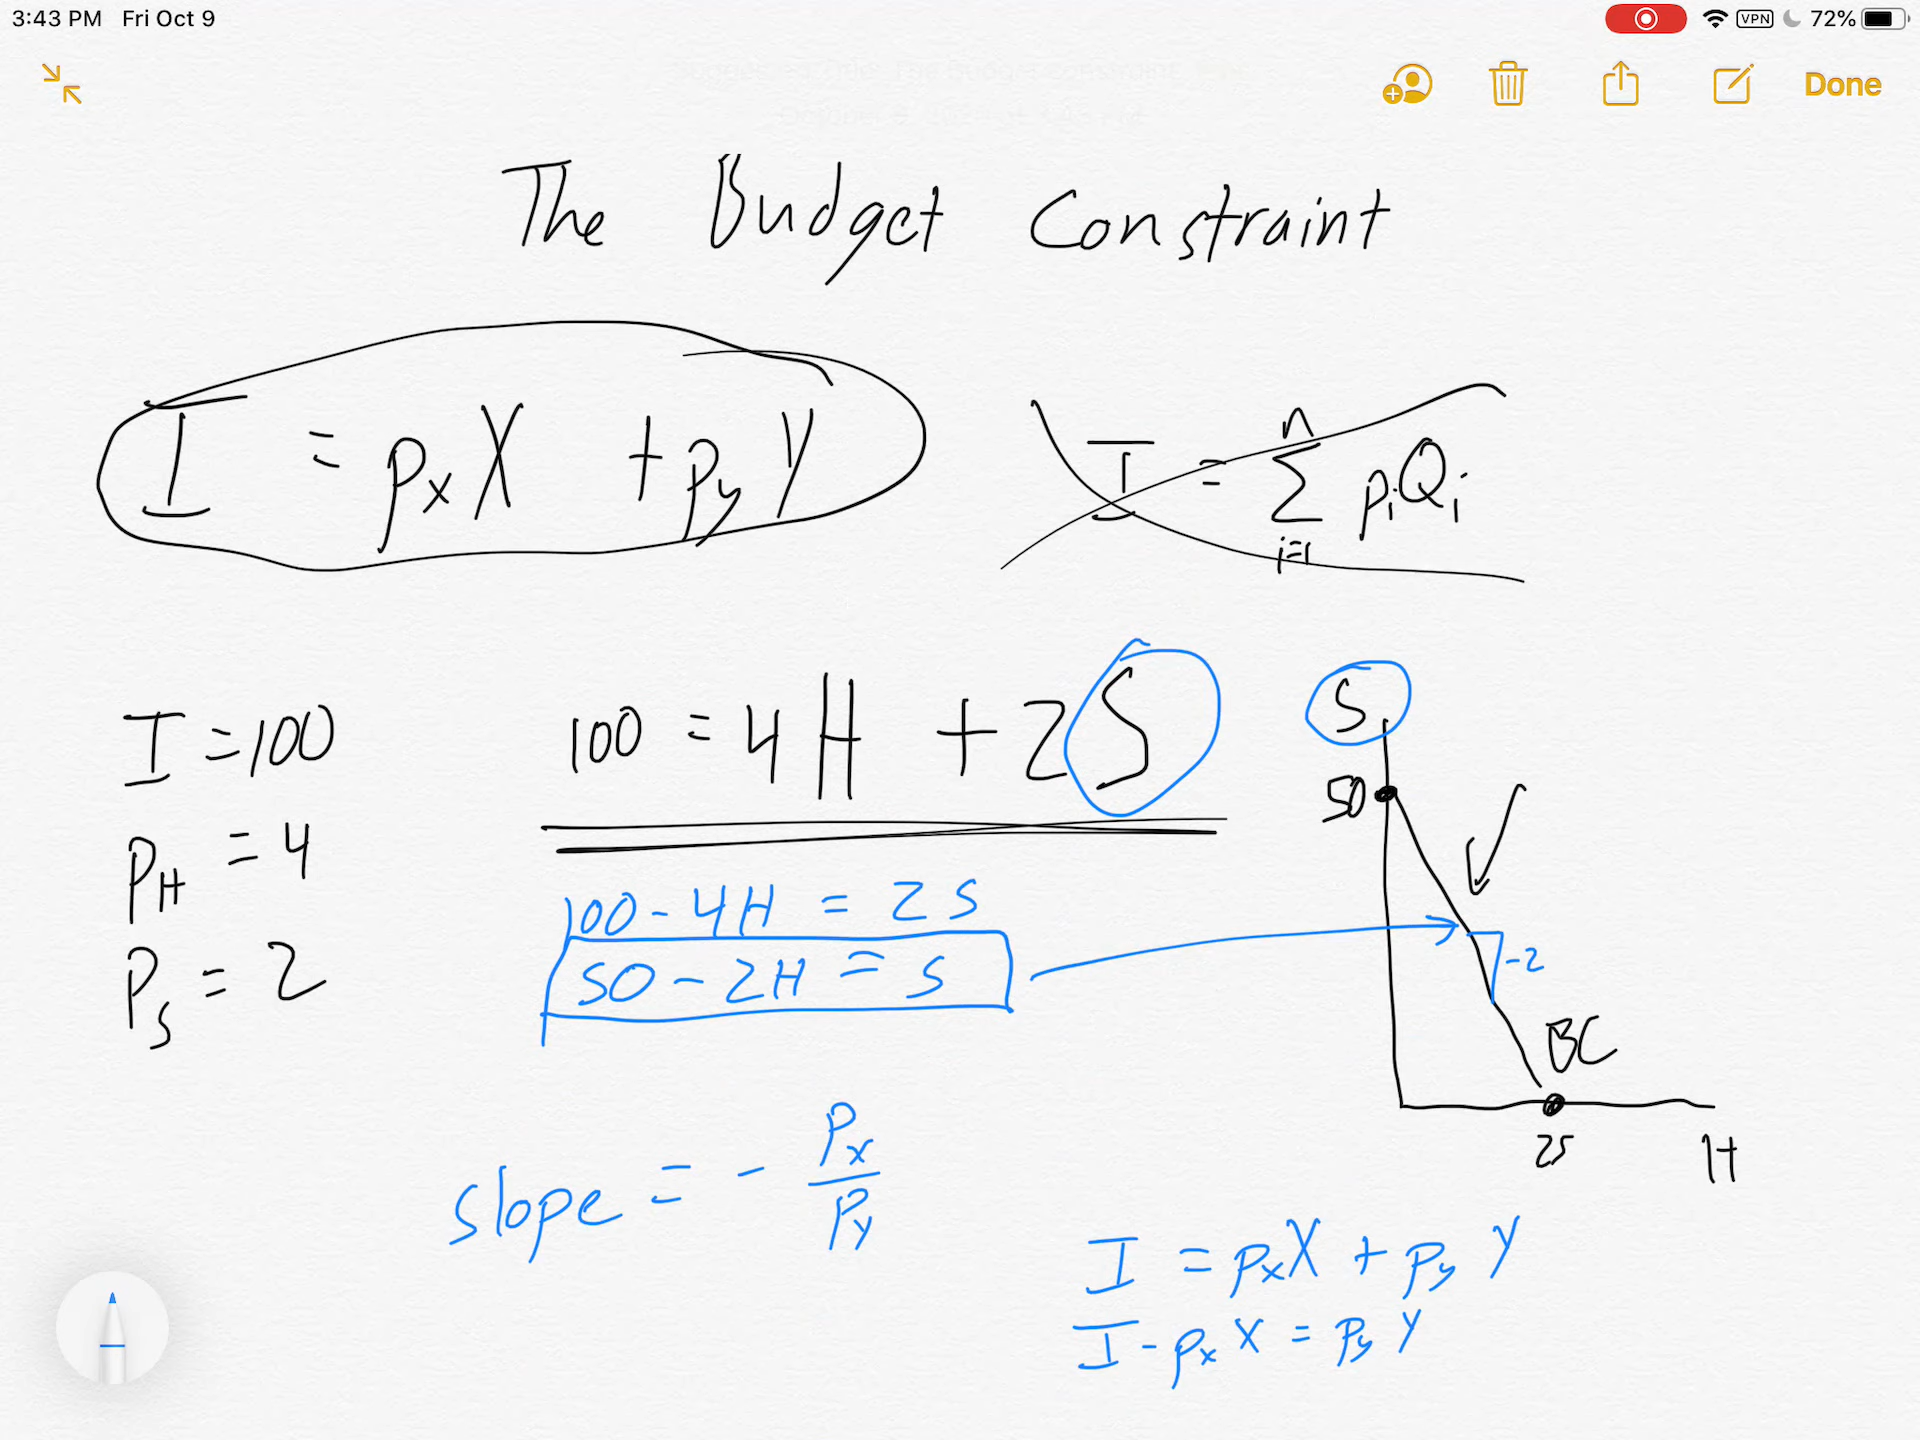 3:43 PM Fri Oct 9
VPN 72%
Done
The Budget Constraint
I = pxX + pyY
I = n∑i=1 piQi
I = 100
100 = 4H + 2S
S
50
PH = 4
100 - 4H = 2S
PS = 2
50 - 2H = S
-2
BC
25
H
slope = - Px/Py
I = pxX + pyY
I - pxX = pyY